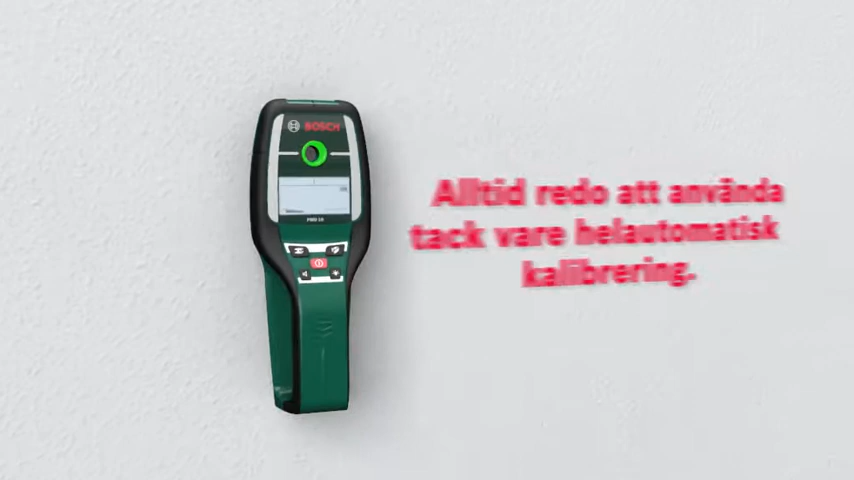 BOSCH
Alltid redo att använda
tack vare helautomatisk
kalibrering.